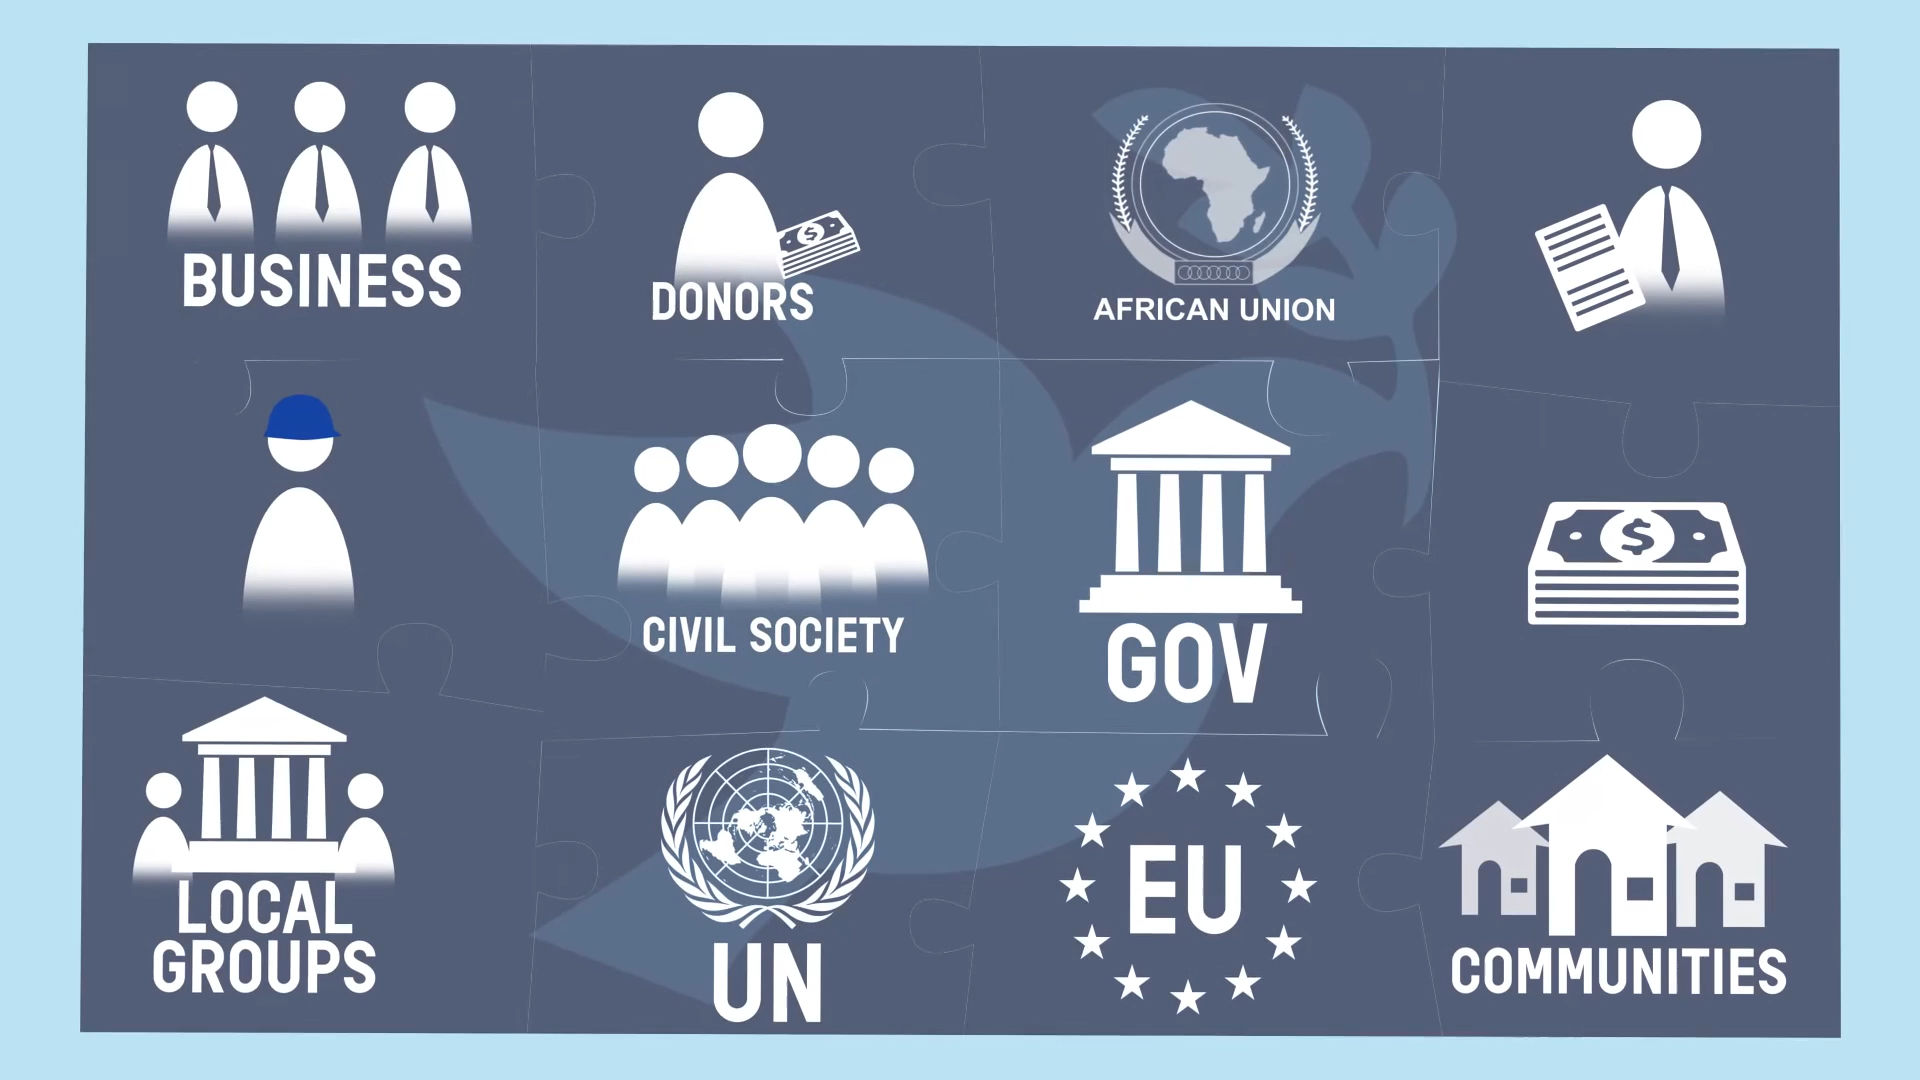 BUSINESS
DONORS
$
AFRICAN UNION
CIVIL SOCIETY
GOV
$
LOCAL
GROUPS
UN
EU
COMMUNITIES